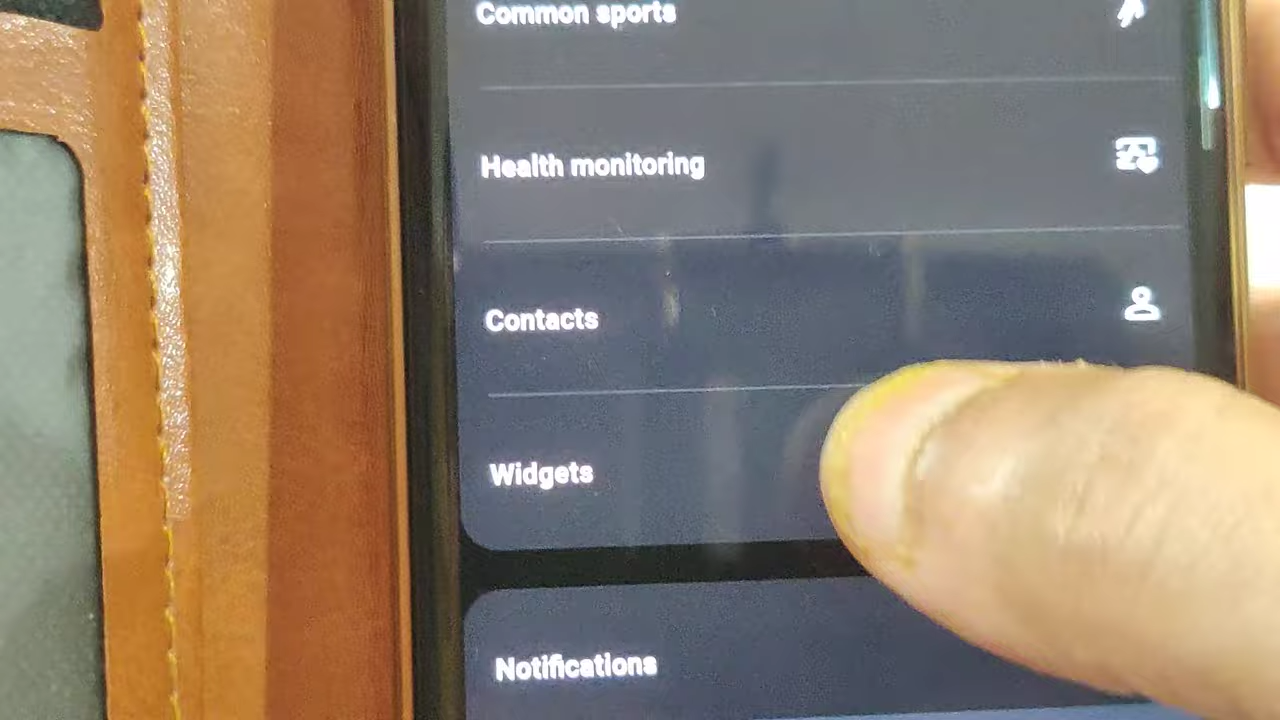 Common sports
Health monitoring
Contacts
Widgets
Notifications